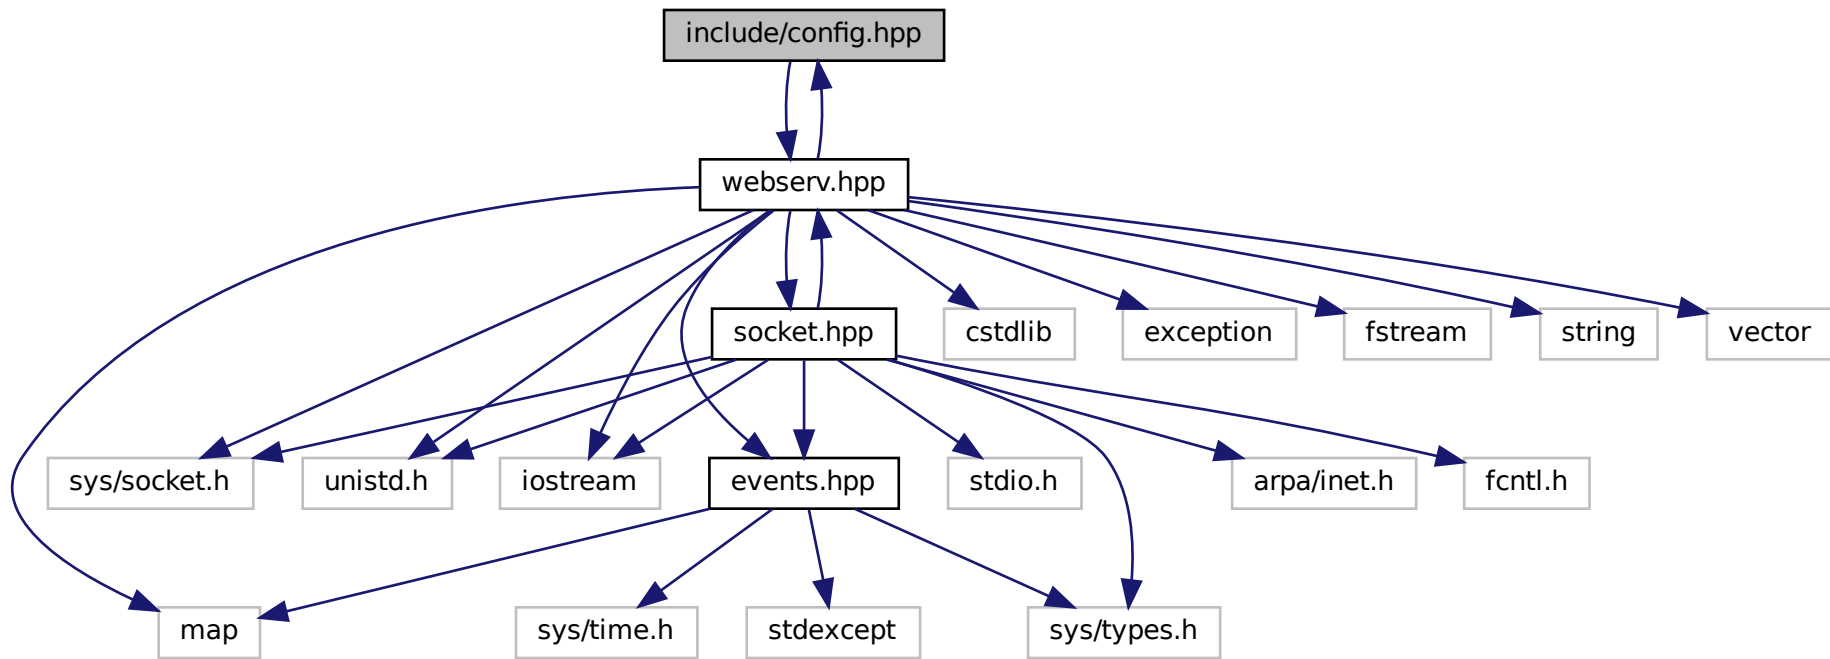 include/config.hpp
webserv.hpp
socket.hpp
cstdlib
exception
fstream
string
vector
sys/socket.h
unistd.h
iostream
events.hpp
stdio.h
arpa/inet.h
fcntl.h
map
sys/time.h
stdexcept
sys/types.h